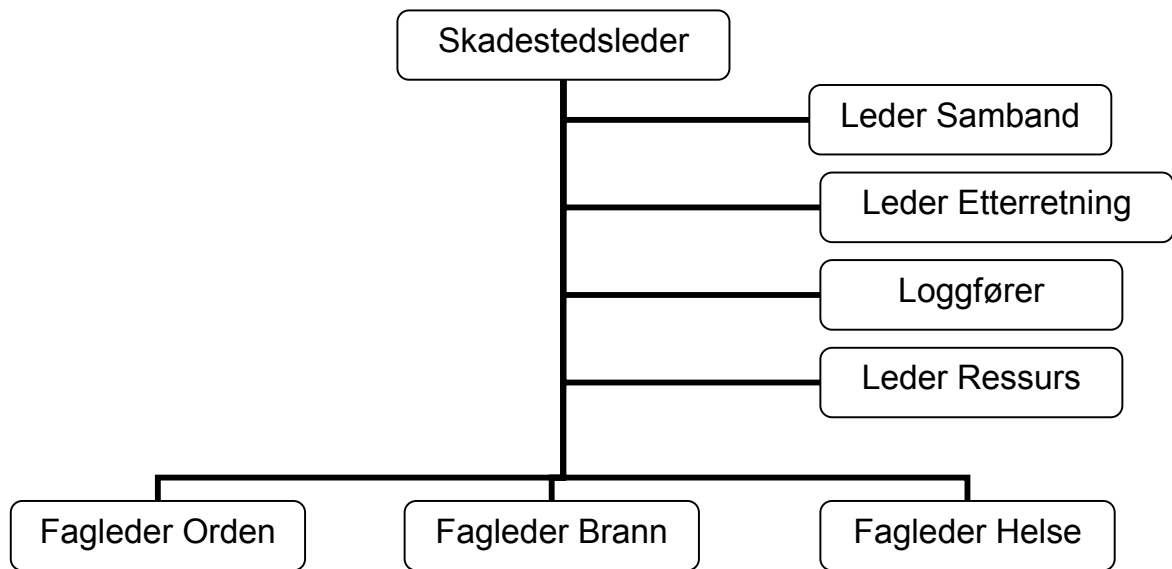 Skadestedsleder
Leder Samband
Leder Etterretning
Loggfører
Leder Ressurs
Fagleder Orden
Fagleder Brann
Fagleder Helse